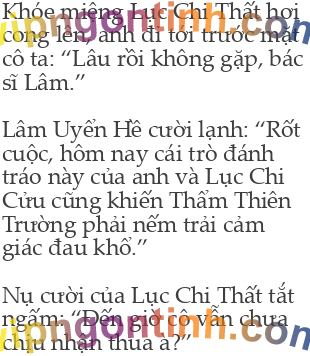 Khóe miệng Lục Chi Thất hơi
cong lên, anh đi tới trước mặt
cô ta: “Lâu rồi không gặp, bác
sĩ Lâm.”
Lâm Uyển Hề cười lạnh: “Rốt
cuộc, hôm nay cái trò đánh
tráo này của anh và Lục Chi
Cửu cũng khiến Thẩm Thiên
Trường phải nếm trải cảm
giác đau khổ.”
Nụ cười của Lục Chi Thất tắt
ngấm: “Đến giờ cô vẫn chưa
chịu nhận thua à?”
vipngontinh.com
vipngontinh.com